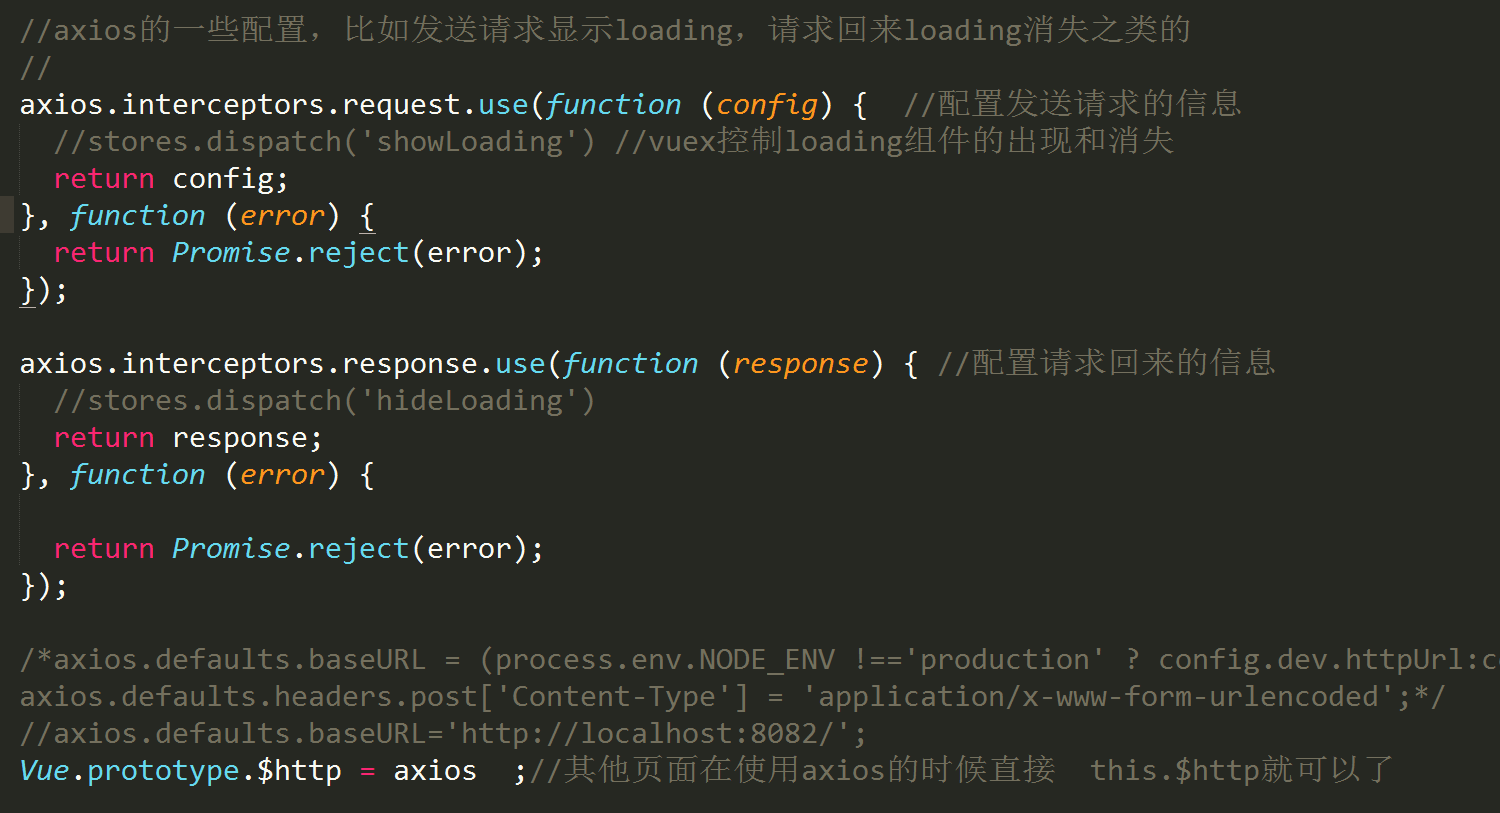 //axios的一些配置，比如发送请求显示loading，请求回来loading消失之类的
//
axios.interceptors.request.use(function (config) {  //配置发送请求的信息
  //stores.dispatch('showLoading') //vuex控制loading组件的出现和消失
  return config;
}, function (error) {
  return Promise.reject(error);
});
axios.interceptors.response.use(function (response) { //配置请求回来的信息
  //stores.dispatch('hideLoading')
  return response;
}, function (error) {
  return Promise.reject(error);
});
/*axios.defaults.baseURL = (process.env.NODE_ENV !=='production' ? config.dev.httpUrl:c
axios.defaults.headers.post['Content-Type'] = 'application/x-www-form-urlencoded';*/
//axios.defaults.baseURL='http://localhost:8082/';
Vue.prototype.$http = axios  ;//其他页面在使用axios的时候直接  this.$http就可以了